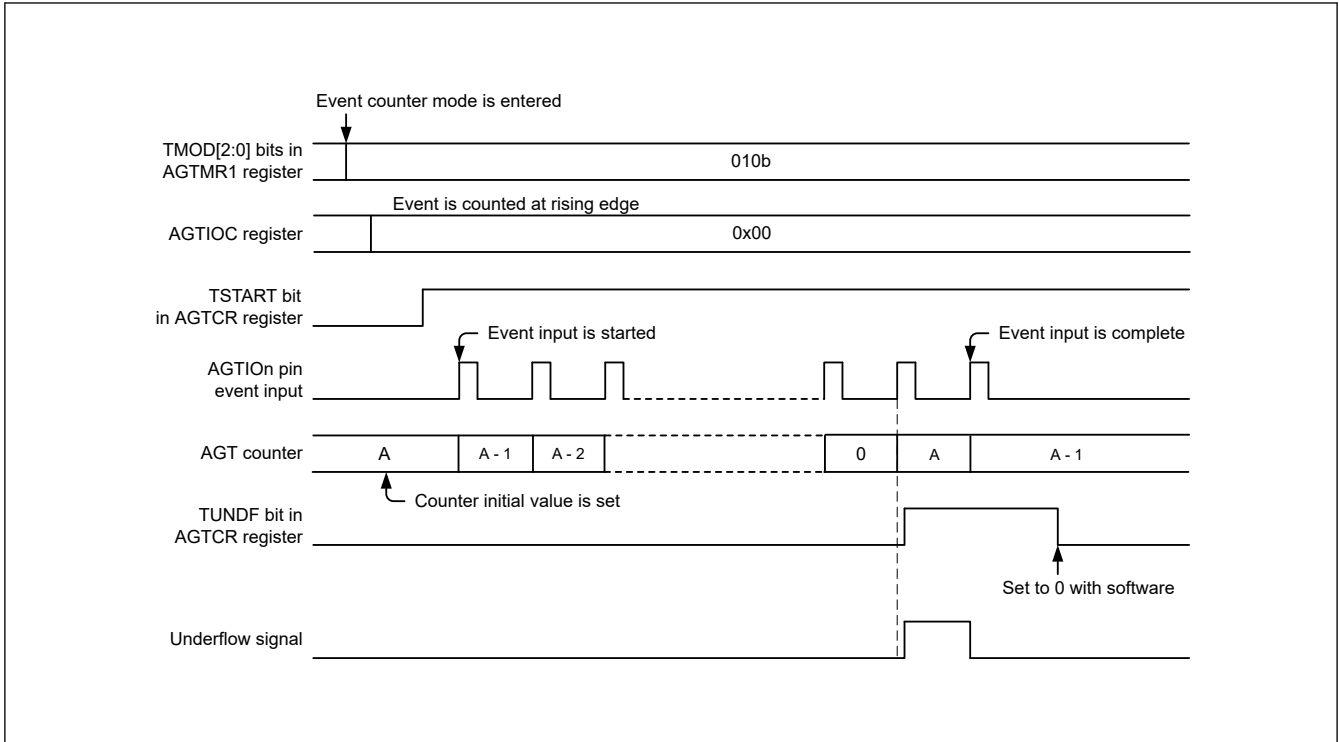 Event counter mode is entered
TMOD[2:0] bits in
AGTMR1 register
010b
Event is counted at rising edge
AGTIOC register
0x00
TSTART bit
in AGTCR register
Event input is started
Event input is complete
AGTIOn pin
event input
AGT counter
A
A - 1
A - 2
0
A
A - 1
Counter initial value is set
TUNDF bit in
AGTCR register
Set to 0 with software
Underflow signal